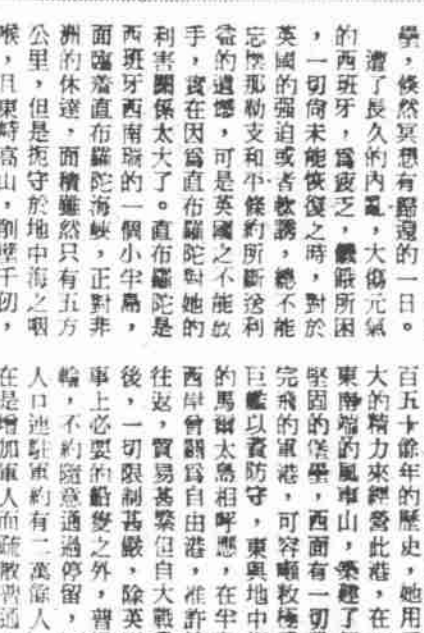 壘，倏然冥想有歸還的一日。
遭了長久的內亂，大傷元氣
的西班牙，爲疲乏，饑餓所困
，一切尙未能恢復之時，對於
英國的强迫或者敎誘，總不能
忘懷那勒支和平條約所斷送利
益的遺憾，可是英國之不能放
手，實在因爲直布羅陀對她的
利害關係太大了。直布羅陀是
西班牙西南端的一個小半島，
面臨着直布羅陀海峽，正對非
洲的休達，面積雖然只有五方
公里，但是扼守於地中海之咽
喉，且東峙高山，削壁千仞，
百五十餘年的歷史，她用
大的精力來經營此港，在
東南端的風車山，築起了
堅固的堡壘，西面有一切
完飛的軍港，可容噸敉極
巨艦以資防守，東與地中
的馬爾太島相呼應，在半
西岸曾闢爲自由港，准許
往返，貿易甚繁但自大戰
後，一切限制甚嚴，除英
事上必要的船隻之外，普
輪，不約隨意通過停留，
人口連駐軍約有二萬餘人
在是增加軍人而疏散普通